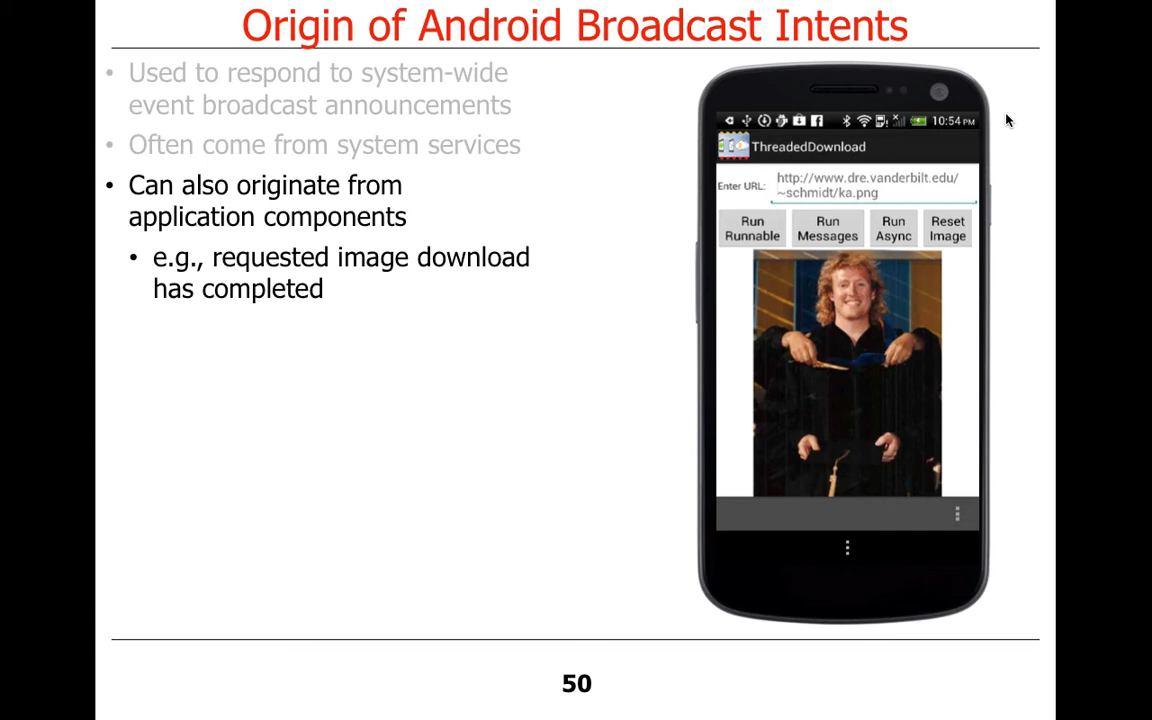 Origin of Android Broadcast Intents
• Used to respond to system-wide
event broadcast announcements
• Often come from system services
• Can also originate from
application components
• e.g., requested image download
has completed
10:54 PM
ThreadedDownload
Enter URL:
http://www.dre.vanderbilt.edu/
~schmidt/ka.png
Run
Runnable
Run
Messages
Run
Async
Reset
Image
50